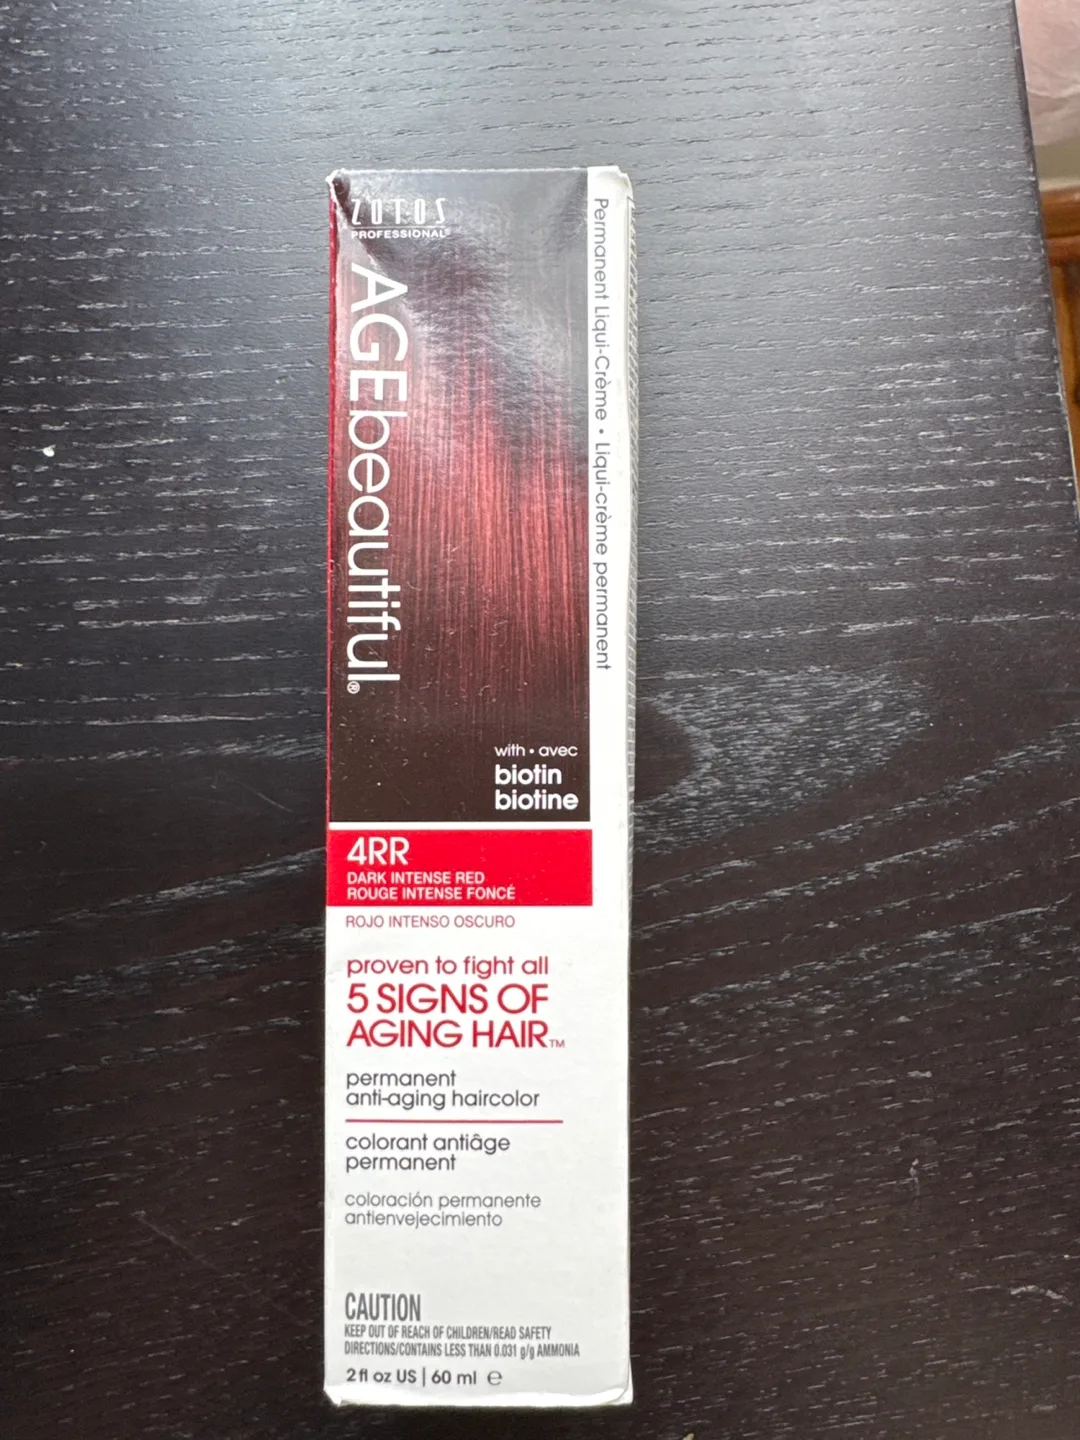 ZOTOS
PROFESSIONAL®
AGEbeautiful®
Permanent Liqui-Crème • Liqui-crème permanent
with • avec
biotin
biotine
4RR
DARK INTENSE RED
ROUGE INTENSE FONCÉ
ROJO INTENSO OSCURO
proven to fight all
5 SIGNS OF
AGING HAIR™
permanent
anti-aging haircolor
colorant antiâge
permanent
coloración permanente
antienvejecimiento
CAUTION
KEEP OUT OF REACH OF CHILDREN/READ SAFETY
DIRECTIONS/CONTAINS LESS THAN 0.031 g/g AMMONIA
2 fl oz US | 60 ml ℮